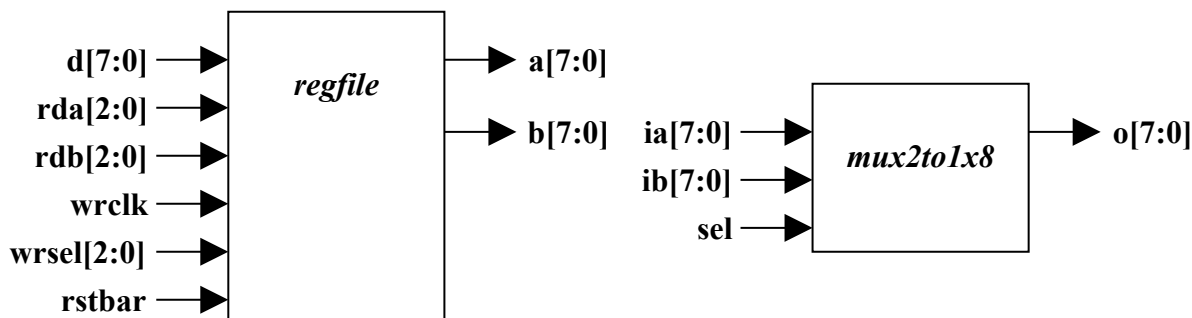 d[7:0]
rda[2:0]
rdb[2:0]
wrclk
wrsel[2:0]
rstbar
regfile
a[7:0]
b[7:0]
ia[7:0]
ib[7:0]
sel
mux2to1x8
o[7:0]